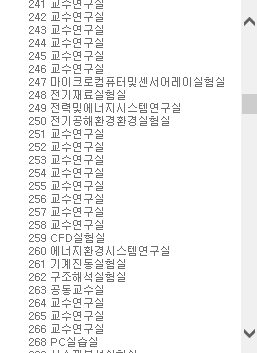 241 교수연구실
242 교수연구실
243 교수연구실
244 교수연구실
245 교수연구실
246 교수연구실
247 마이크로컴퓨터및센서어레이실험실
248 전기재료실험실
249 전력및에너지시스템연구실
250 전기공해환경환경실험실
251 교수연구실
252 교수연구실
253 교수연구실
254 교수연구실
255 교수연구실
256 교수연구실
257 교수연구실
258 교수연구실
259 CFD실험실
260 에너지환경시스템연구실
261 기계진동실험실
262 구조해석실험실
263 공동교수실
264 교수연구실
265 교수연구실
266 교수연구실
268 PC실습실